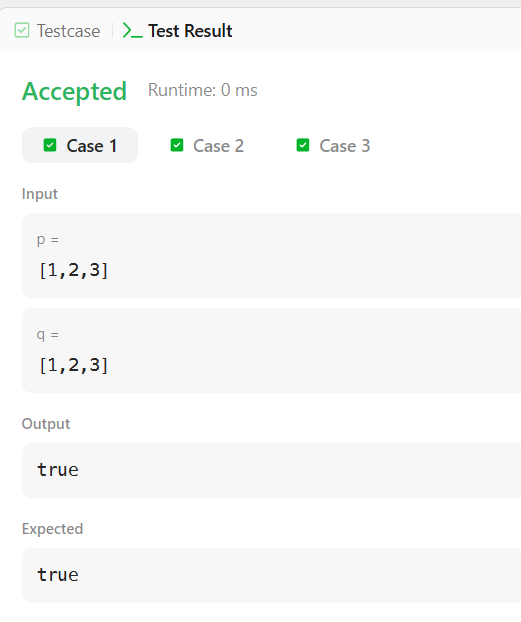 Testcase
Test Result
Accepted
Runtime: 0 ms
Case 1
Case 2
Case 3
Input
p =
[1,2,3]
q =
[1,2,3]
Output
true
Expected
true